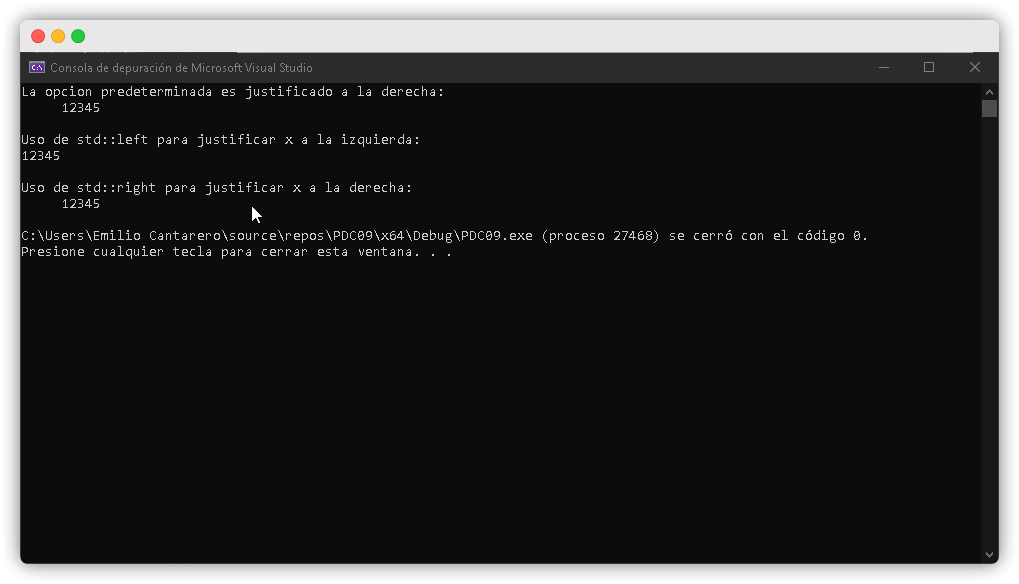 Consola de depuración de Microsoft Visual Studio
La opcion predeterminada es justificado a la derecha:
     12345
Uso de std::left para justificar x a la izquierda:
12345
Uso de std::right para justificar x a la derecha:
     12345
C:\Users\Emilio Cantarero\source\repos\PDC09\x64\Debug\PDC09.exe (proceso 27468) se cerró con el código 0.
Presione cualquier tecla para cerrar esta ventana. . .